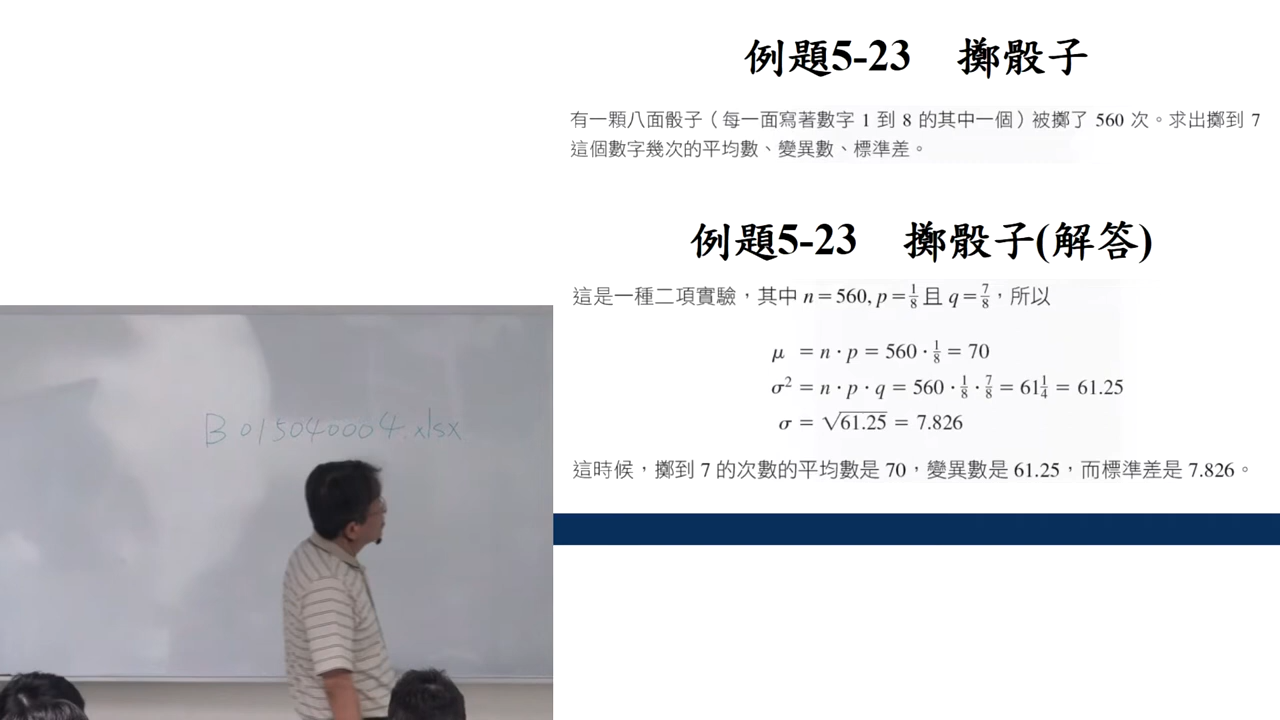 例題5-23 擲骰子
有一顆八面骰子（每一面寫著數字 1 到 8 的其中一個）被擲了 560 次。求出擲到 7
這個數字幾次的平均數、變異數、標準差。
例題5-23 擲骰子(解答)
這是一種二項實驗，其中 n = 560, p = 1/8 且 q = 7/8，所以
μ = n · p = 560 · 1/8 = 70
σ² = n · p · q = 560 · 1/8 · 7/8 = 61 1/4 = 61.25
σ = √61.25 = 7.826
這時候，擲到 7 的次數的平均數是 70，變異數是 61.25，而標準差是 7.826。
B015040004.xlsx